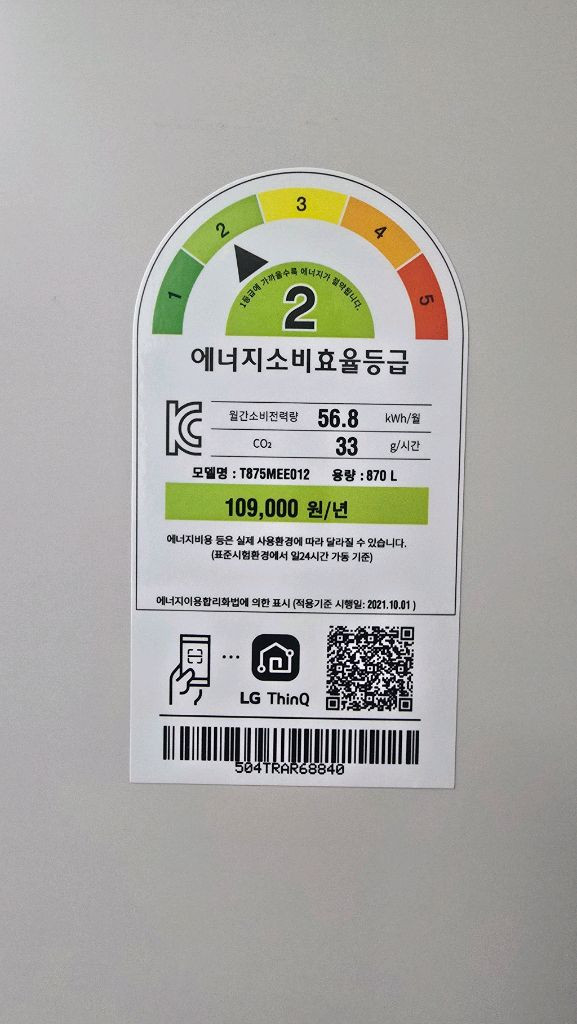 1 2 3 4 5
1등급에 가까울수록 에너지가 절약됩니다.
2
에너지소비효율등급
월간소비전력량 56.8 kWh/월
CO₂ 33 g/시간
모델명 : T875MEE012 용량 : 870 L
109,000 원/년
에너지비용 등은 실제 사용환경에 따라 달라질 수 있습니다.
(표준시험환경에서 일24시간 가동 기준)
에너지이용합리화법에 의한 표시 (적용기준 시행일: 2021.10.01 )
LG ThinQ
504TRAR68840